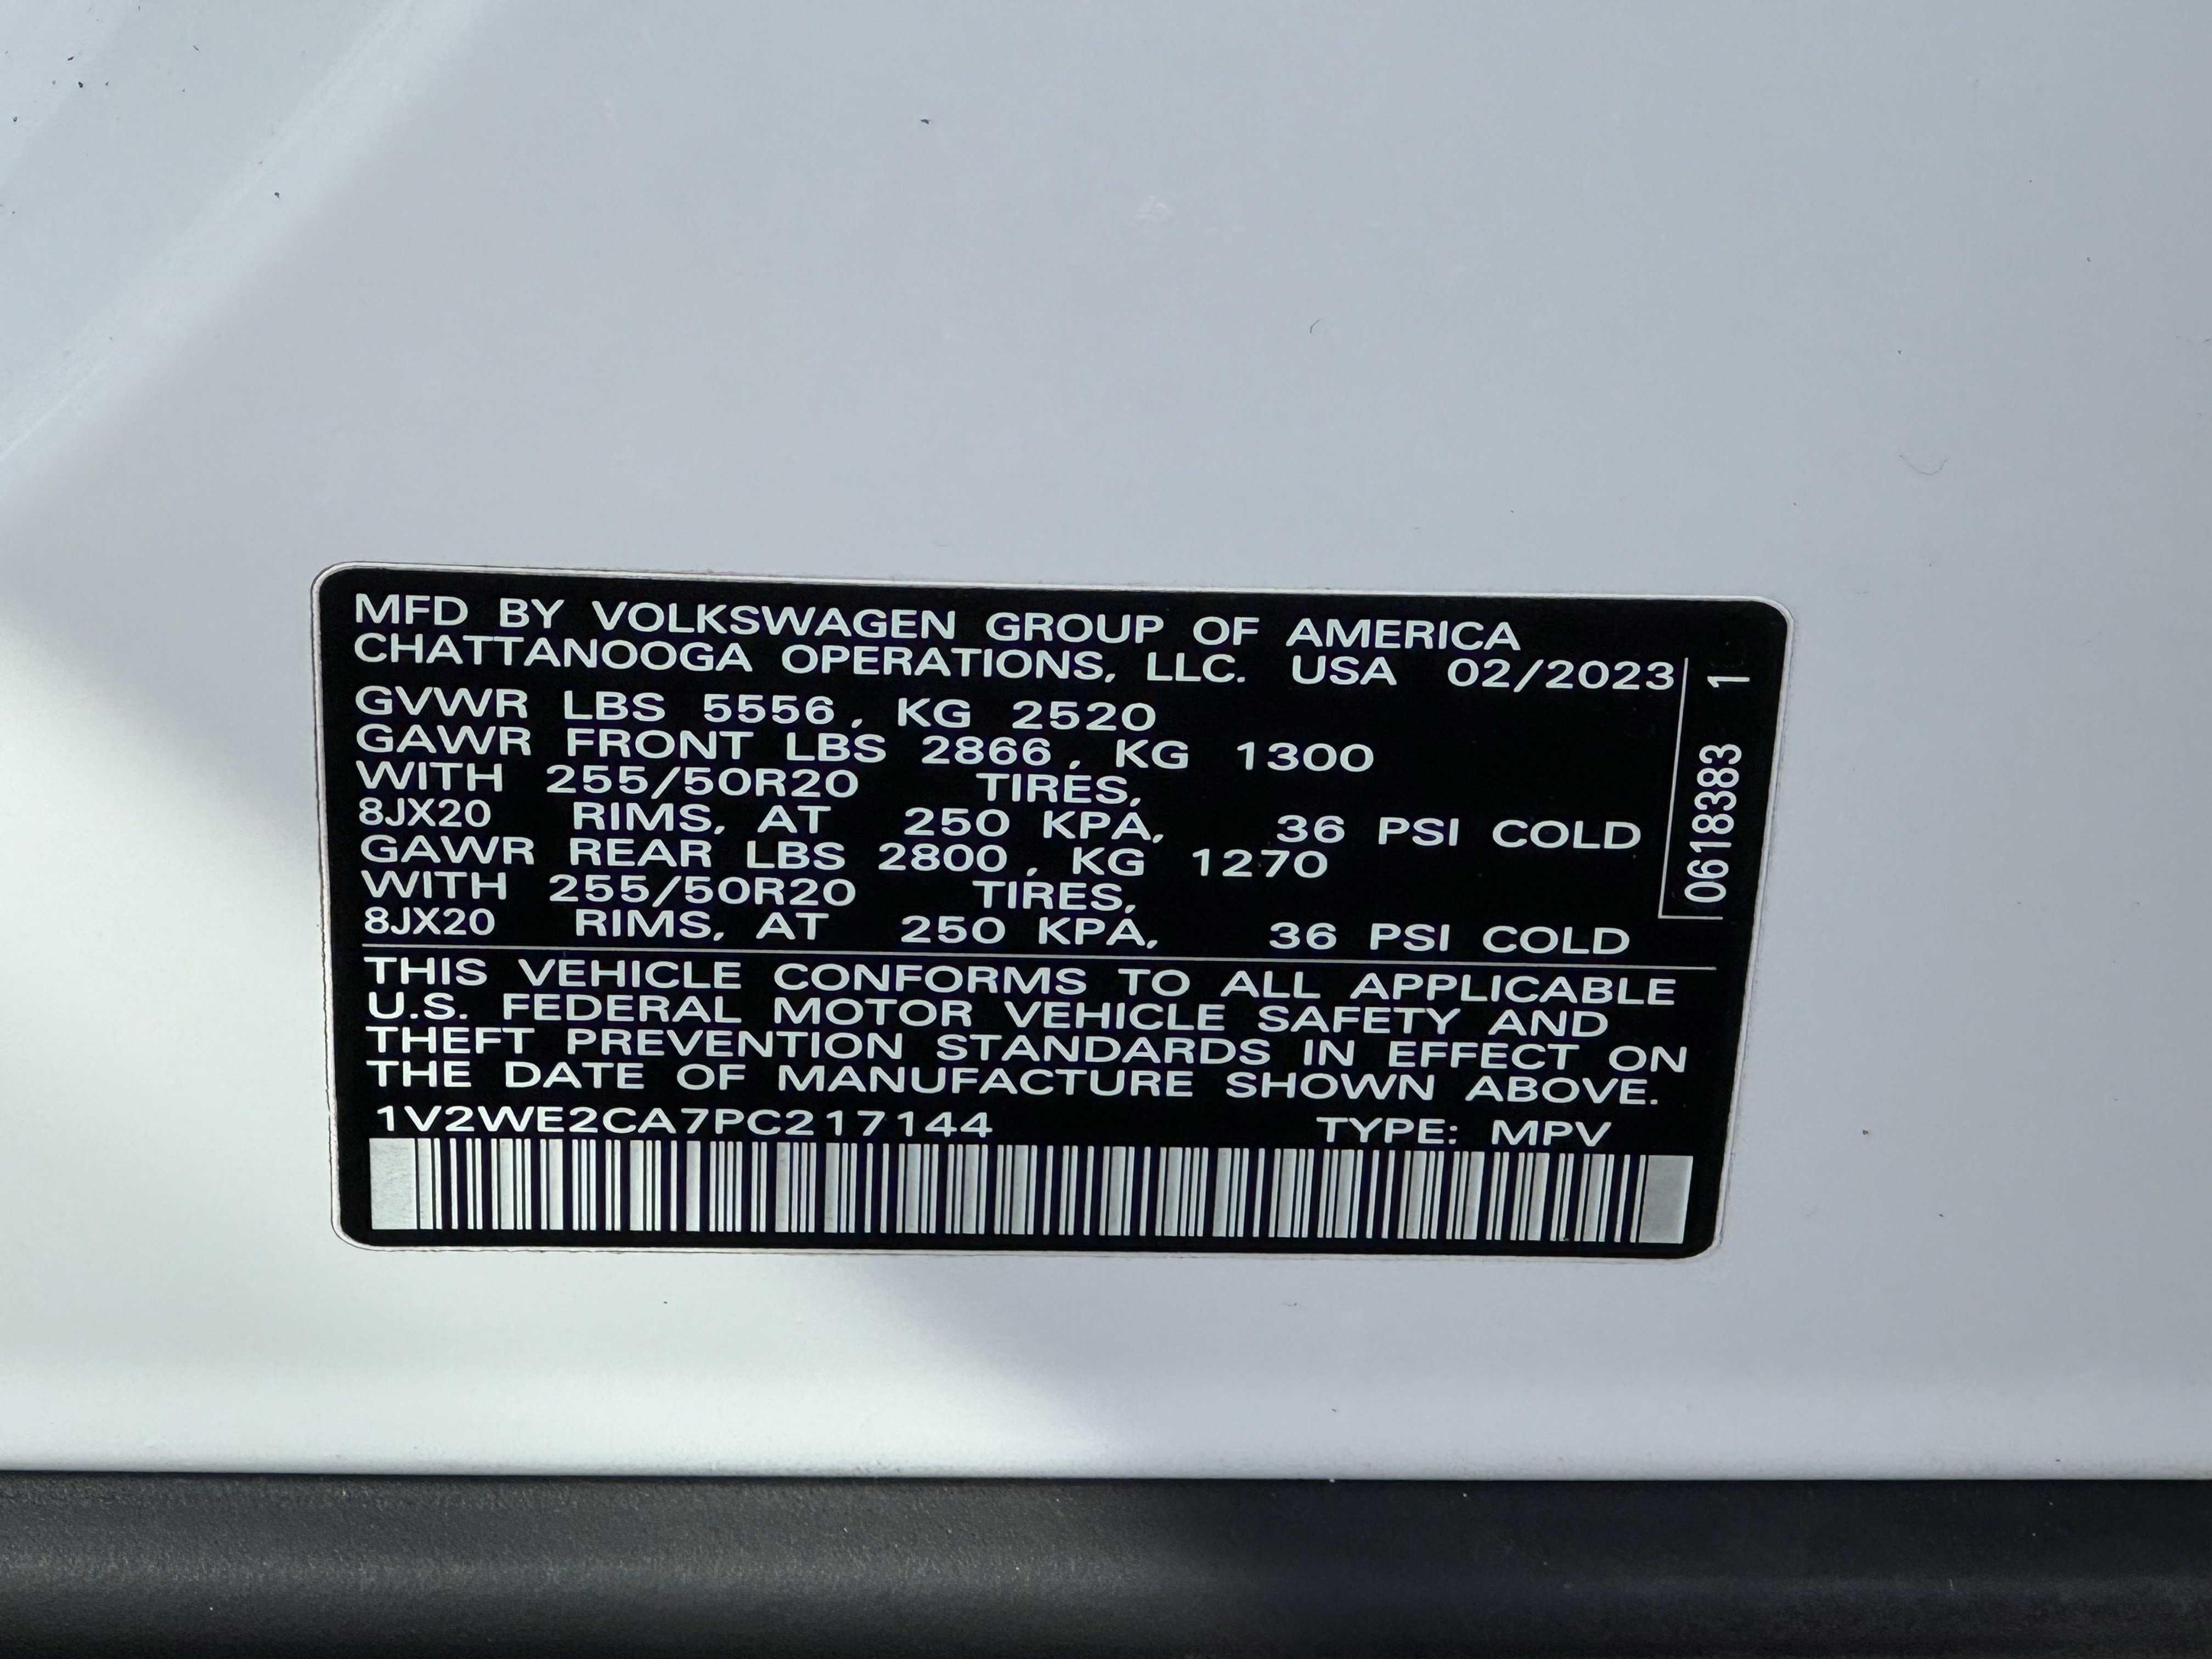 MFD BY VOLKSWAGEN GROUP OF AMERICA
CHATTANOOGA OPERATIONS, LLC. USA 02/2023
GVWR LBS 5556, KG 2520
GAWR FRONT LBS 2866, KG 1300
WITH 255/50R20 TIRES,
8JX20 RIMS, AT 250 KPA, 36 PSI COLD
GAWR REAR LBS 2800, KG 1270
WITH 255/50R20 TIRES,
8JX20 RIMS, AT 250 KPA, 36 PSI COLD
0618383 1
THIS VEHICLE CONFORMS TO ALL APPLICABLE
U.S. FEDERAL MOTOR VEHICLE SAFETY AND
THEFT PREVENTION STANDARDS IN EFFECT ON
THE DATE OF MANUFACTURE SHOWN ABOVE.
1V2WE2CA7PC217144 TYPE: MPV